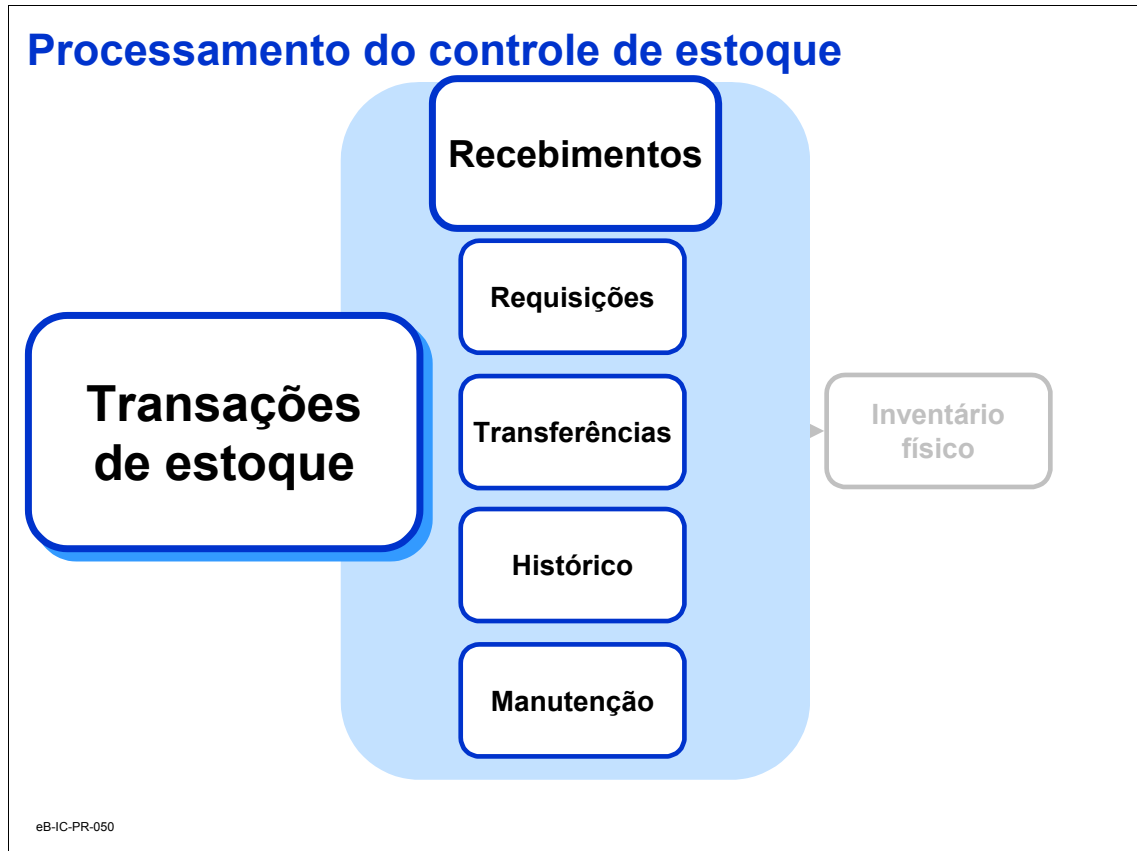 Processamento do controle de estoque
Recebimentos
Requisições
Transações
de estoque
Transferências
Inventário
físico
Histórico
Manutenção
eB-IC-PR-050